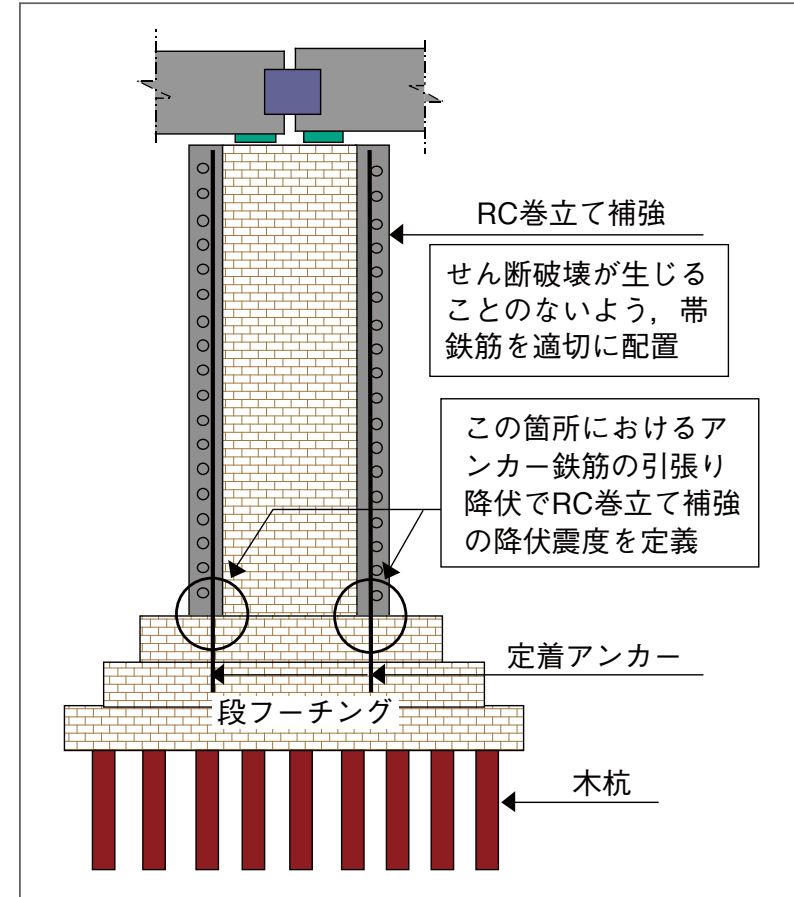 RC巻立て補強
せん断破壊が生じる
ことのないよう，帯
鉄筋を適切に配置
この箇所におけるア
ンカー鉄筋の引張り
降伏でRC巻立て補強
の降伏震度を定義
定着アンカー
段フーチング
木杭